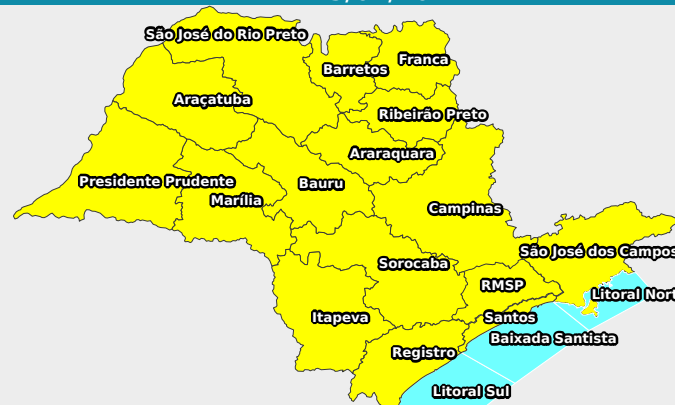 São José do Rio Preto
Franca
Barretos
Araçatuba
Ribeirão Preto
Araraquara
Presidente Prudente
Bauru
Marília
Campinas
São José dos Campos
Sorocaba
RMSP
Litoral Nort
Itapeva
Santos
Baixada Santista
Registro
Litoral Sul